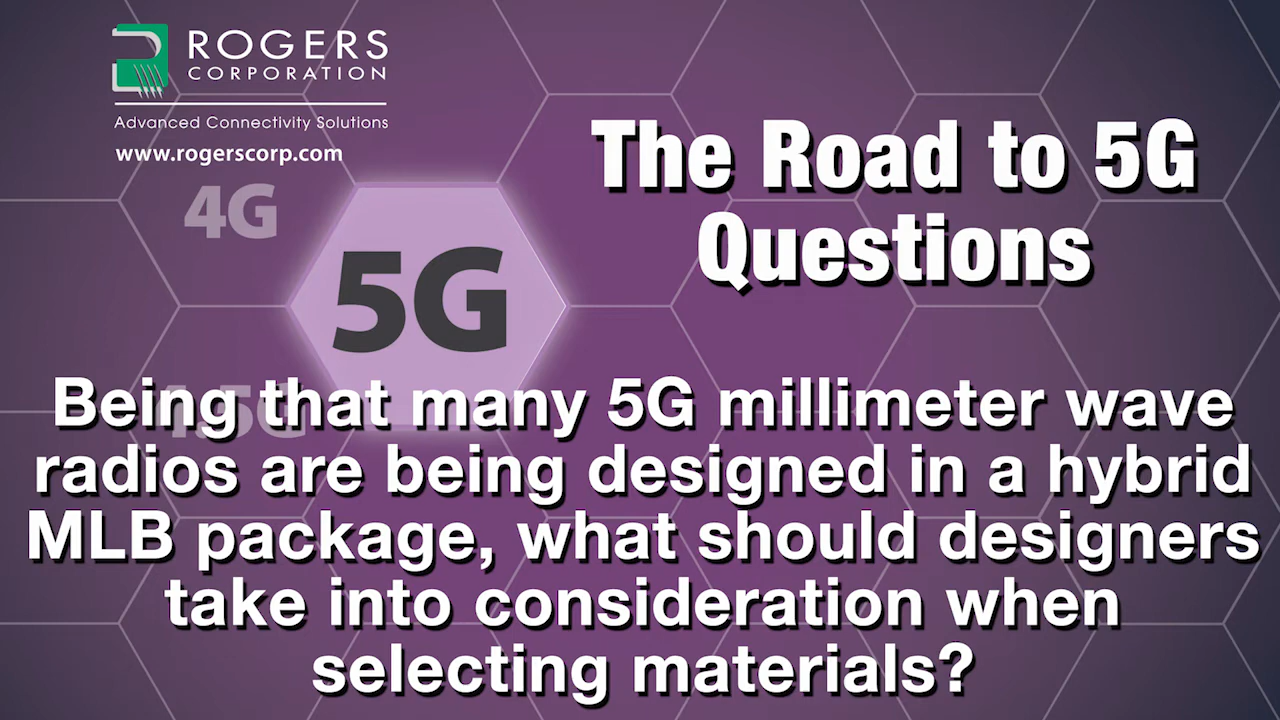 ROGERS
CORPORATION
Advanced Connectivity Solutions
www.rogerscorp.com
4G
5G
4.5G
The Road to 5G
Questions
Being that many 5G millimeter wave
radios are being designed in a hybrid
MLB package, what should designers
take into consideration when
selecting materials?